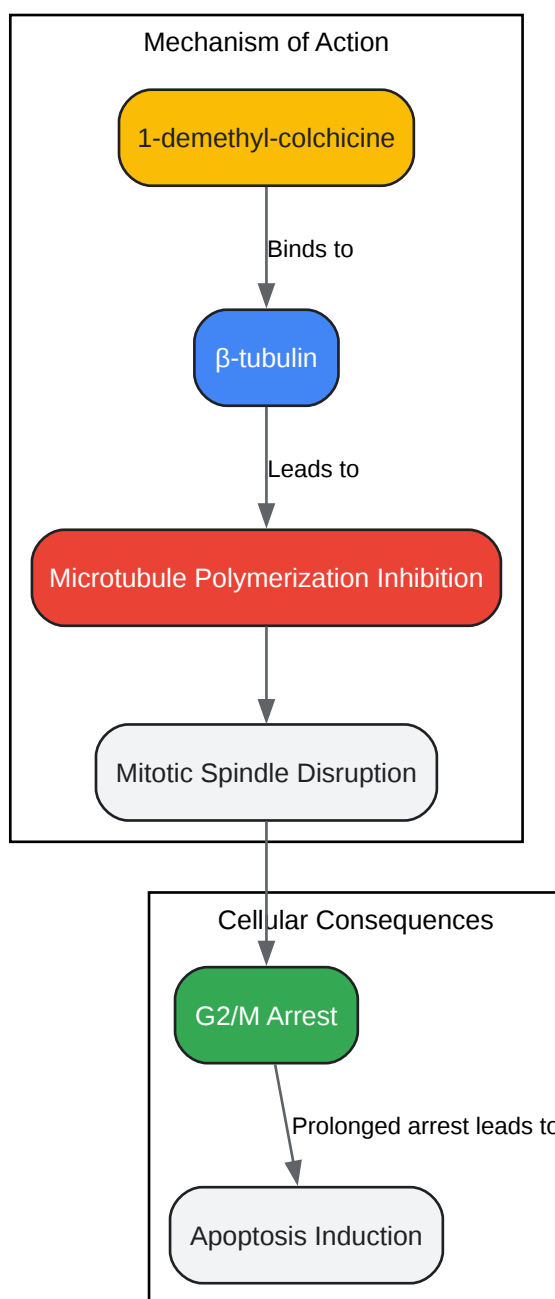 Mechanism of Action
1-demethyl-colchicine
Binds to
β-tubulin
Leads to
Microtubule Polymerization Inhibition
Mitotic Spindle Disruption
Cellular Consequences
G2/M Arrest
Prolonged arrest leads to
Apoptosis Induction